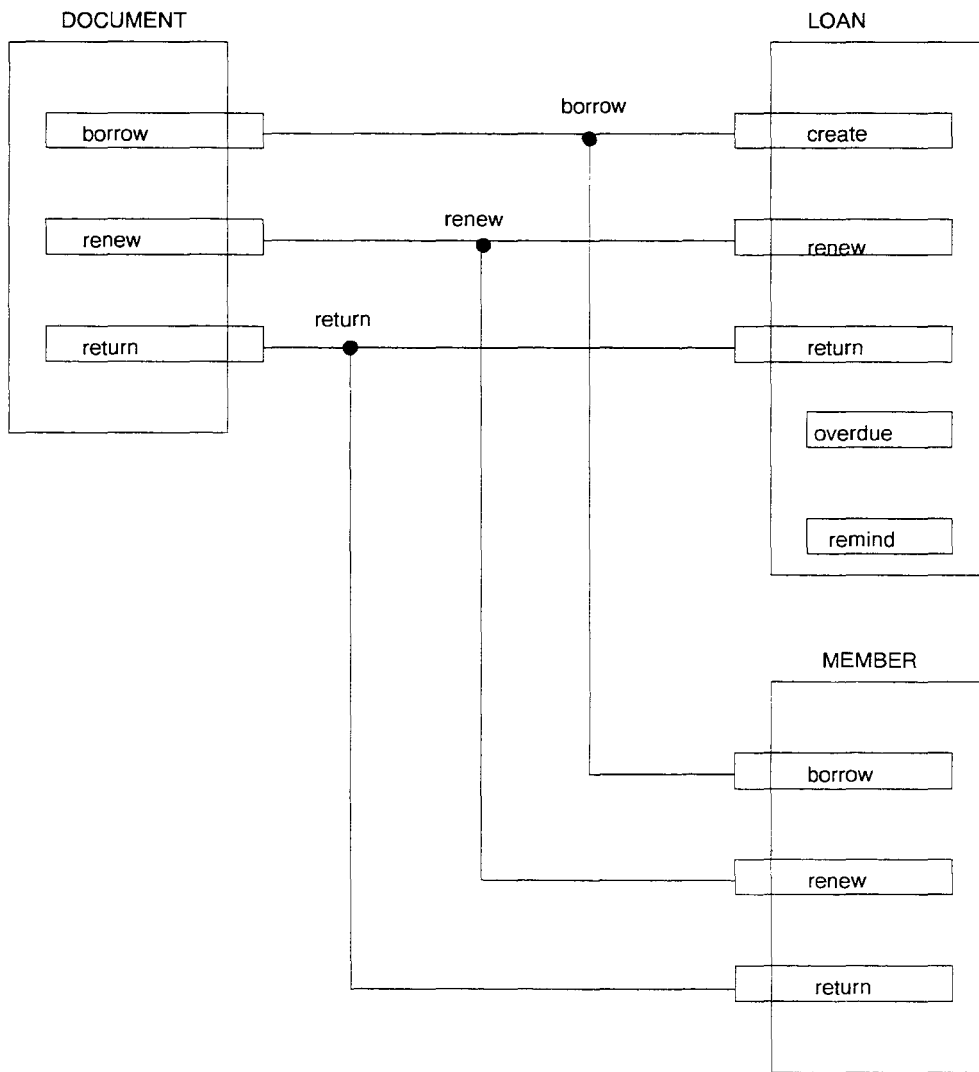 DOCUMENT
LOAN
borrow
borrow
create
renew
renew
renew
return
return
return
overdue
remind
MEMBER
borrow
renew
return